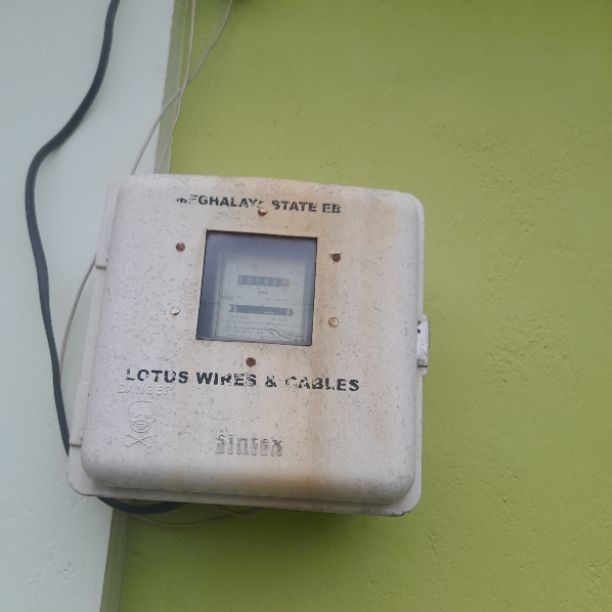 MEGHALAYA STATE EB
LOTUS WIRES & CABLES
DANGER
Sintex